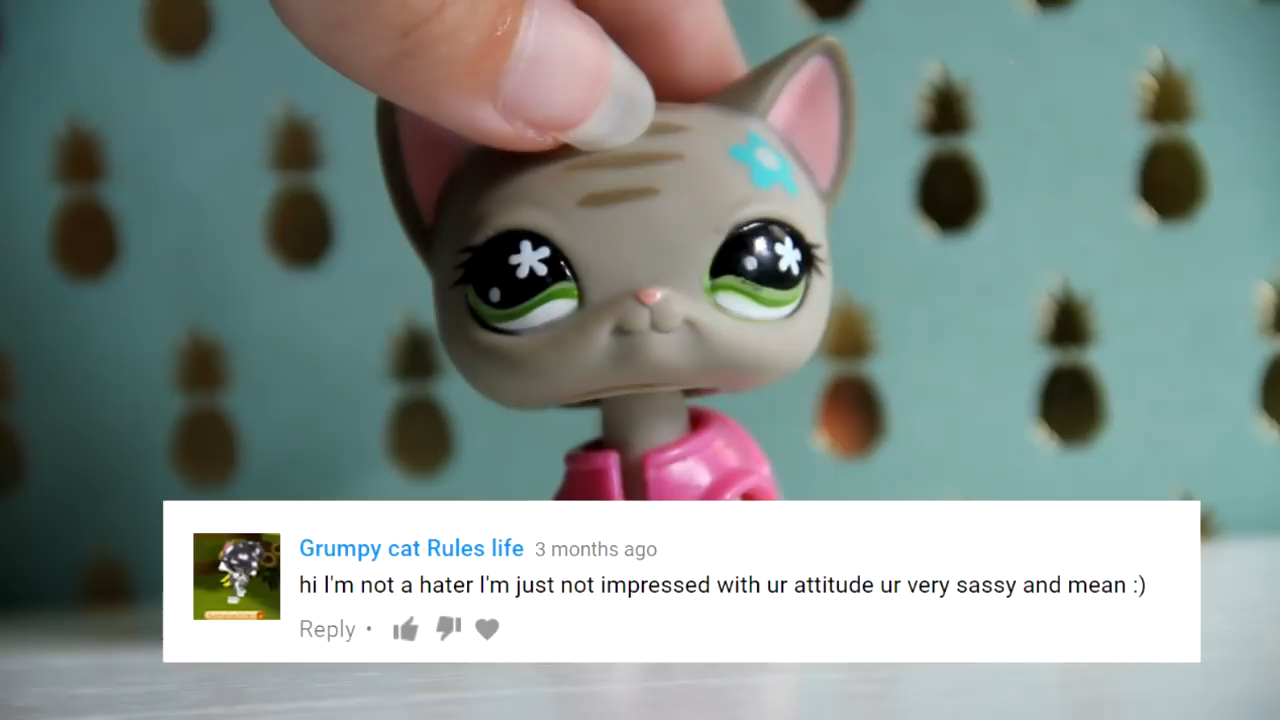 Grumpy cat Rules life 3 months ago
hi I'm not a hater I'm just not impressed with ur attitude ur very sassy and mean :)
Reply •